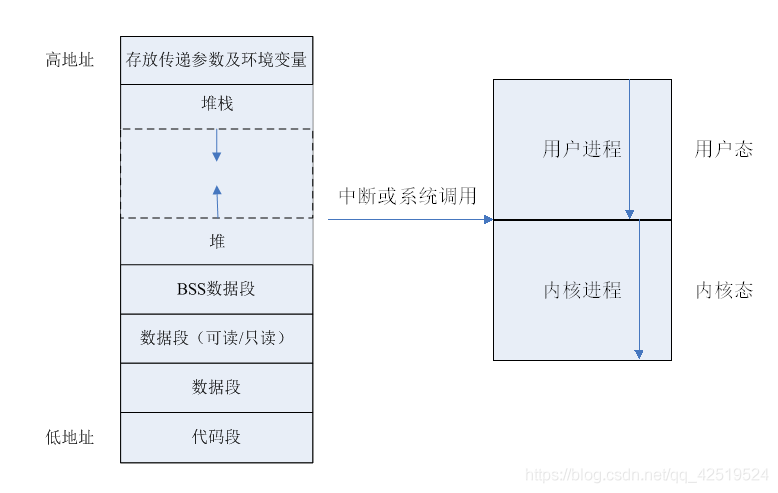 高地址
存放传递参数及环境变量
堆栈
堆
BSS数据段
数据段（可读/只读）
数据段
低地址
代码段
中断或系统调用
用户进程
用户态
内核进程
内核态
https://blog.csdn.net/qq_42519524